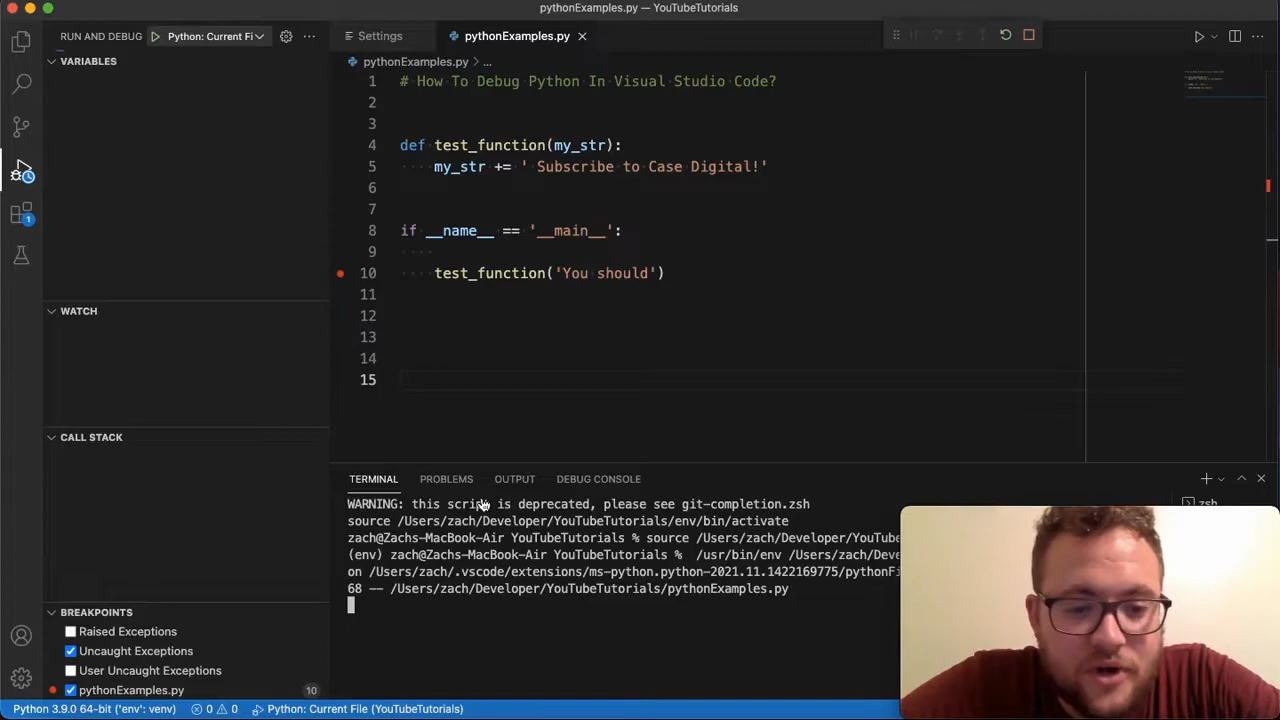 pythonExamples.py — YouTubeTutorials
RUN AND DEBUG Python: Current Fi
Settings pythonExamples.py
VARIABLES
pythonExamples.py > ...
1 # How To Debug Python In Visual Studio Code?
2
3
4 def test_function(my_str):
5 my_str += ' Subscribe to Case Digital!'
6
7
8 if __name__ == '__main__':
9
10 test_function('You should')
11
12
13
14
15
1
WATCH
CALL STACK
TERMINAL PROBLEMS OUTPUT DEBUG CONSOLE
WARNING: this script is deprecated, please see git-completion.zsh
source /Users/zach/Developer/YouTubeTutorials/env/bin/activate
zach@Zachs-MacBook-Air YouTubeTutorials % source /Users/zach/Developer/YouTube
(env) zach@Zachs-MacBook-Air YouTubeTutorials % /usr/bin/env /Users/zach/Deve
on /Users/zach/.vscode/extensions/ms-python.python-2021.11.1422169775/pythonFi
68 -- /Users/zach/Developer/YouTubeTutorials/pythonExamples.py
zsh
BREAKPOINTS
Raised Exceptions
Uncaught Exceptions
User Uncaught Exceptions
pythonExamples.py 10
Python 3.9.0 64-bit ('env': venv) 0 0 Python: Current File (YouTubeTutorials)